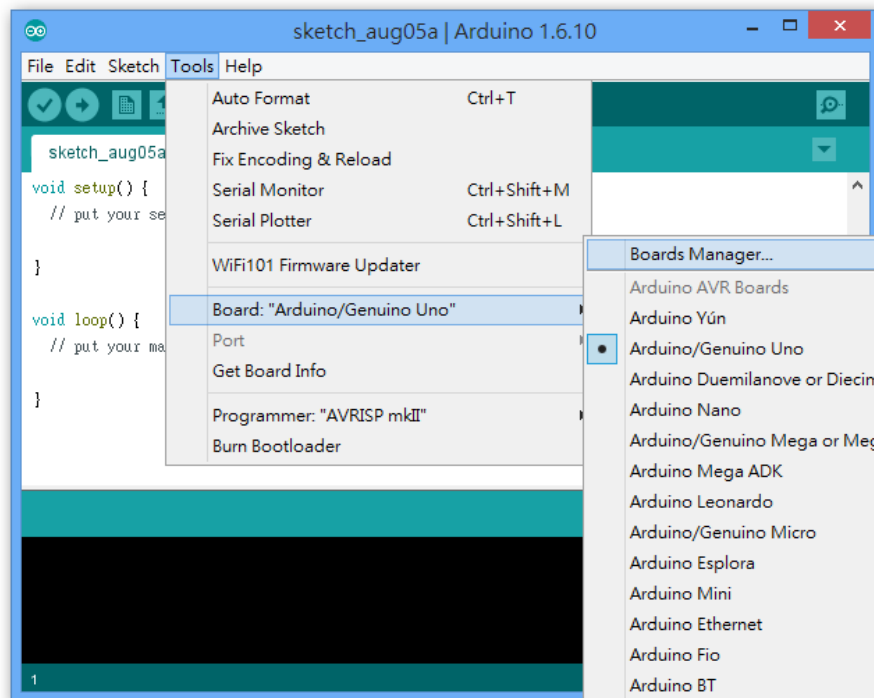 sketch_aug05a | Arduino 1.6.10
File Edit Sketch Tools Help
sketch_aug05a
void setup() {
// put your se
}
void loop() {
// put your ma
}
Auto Format Ctrl+T
Archive Sketch
Fix Encoding & Reload
Serial Monitor Ctrl+Shift+M
Serial Plotter Ctrl+Shift+L
WiFi101 Firmware Updater
Board: "Arduino/Genuino Uno"
Port
Get Board Info
Programmer: "AVRISP mkII"
Burn Bootloader
Boards Manager...
Arduino AVR Boards
Arduino Yún
Arduino/Genuino Uno
Arduino Duemilanove or Diecim
Arduino Nano
Arduino/Genuino Mega or Meg
Arduino Mega ADK
Arduino Leonardo
Arduino/Genuino Micro
Arduino Esplora
Arduino Mini
Arduino Ethernet
Arduino Fio
Arduino BT
1